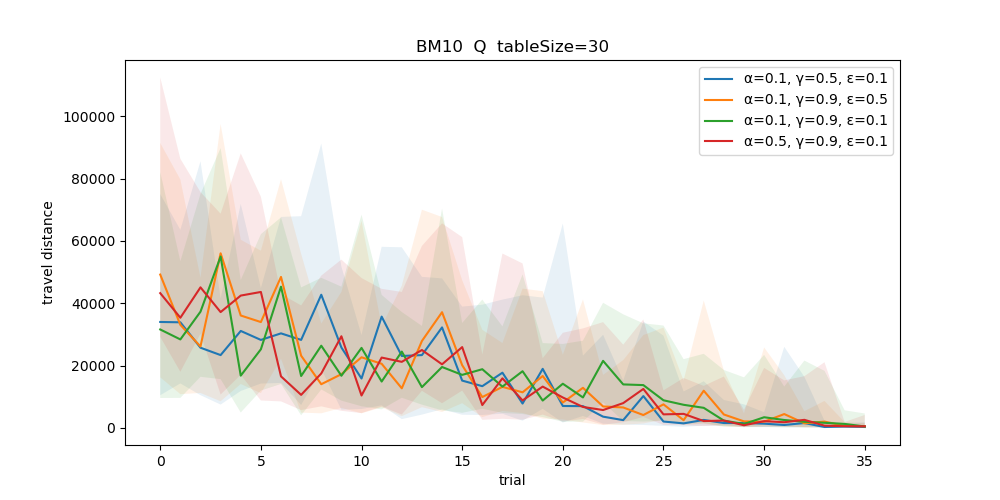 BM10  Q  tableSize=30
α=0.1, γ=0.5, ε=0.1
α=0.1, γ=0.9, ε=0.5
α=0.1, γ=0.9, ε=0.1
α=0.5, γ=0.9, ε=0.1
100000
80000
60000
40000
20000
0
travel distance
0 5 10 15 20 25 30 35
trial